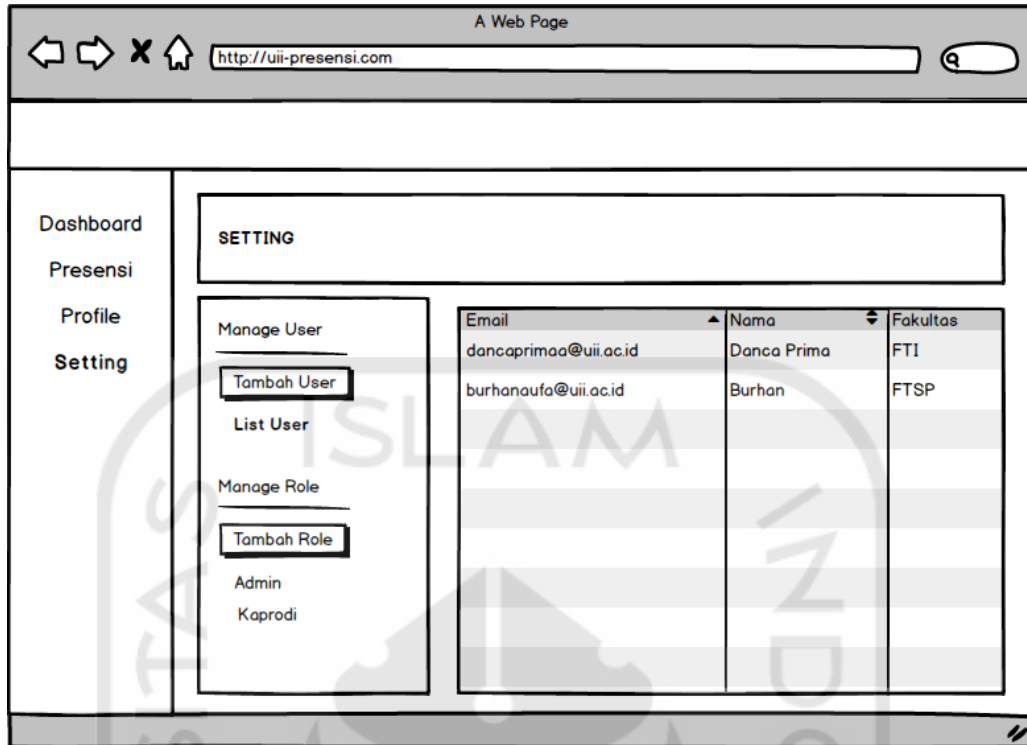 A Web Page
http://uii-presensi.com
Dashboard
Presensi
Profile
Setting
SETTING
Manage User
Tambah User
List User
Manage Role
Tambah Role
Admin
Kaprodi
Email Nama Fakultas
dancaprimaa@uii.ac.id Danca Prima FTI
burhanaufa@uii.ac.id Burhan FTSP
ISLAM